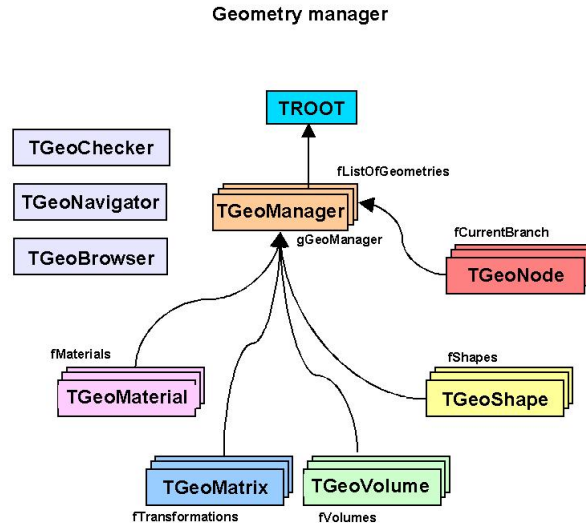 Geometry manager
TROOT
TGeoChecker
fListOfGeometries
TGeoNavigator
TGeoManager
gGeoManager
fCurrentBranch
TGeoBrowser
TGeoNode
fMaterials
fShapes
TGeoMaterial
TGeoShape
TGeoMatrix
TGeoVolume
fTransformations
fVolumes